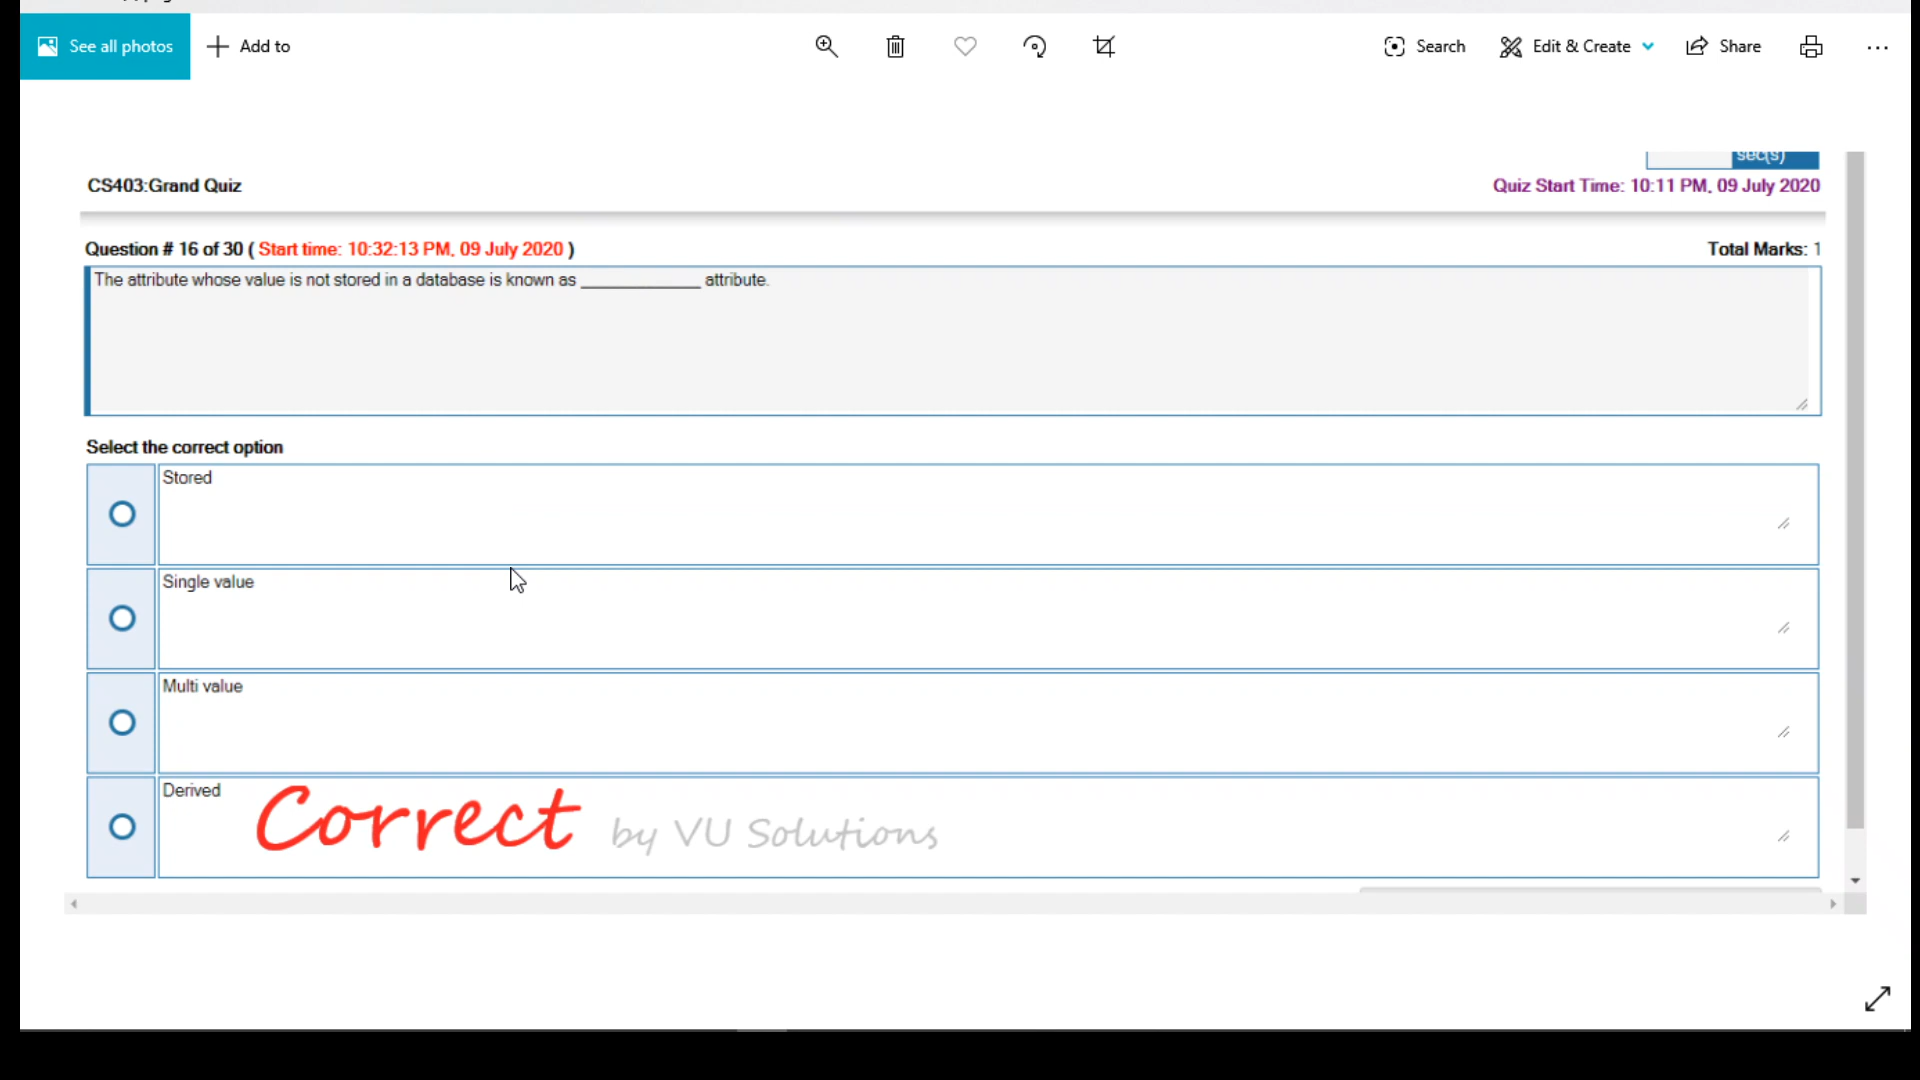 See all photos
Add to
Search
Edit & Create
Share
sec(s)
CS403:Grand Quiz
Quiz Start Time: 10:11 PM, 09 July 2020
Question # 16 of 30 ( Start time: 10:32:13 PM, 09 July 2020 )
Total Marks: 1
The attribute whose value is not stored in a database is known as ______________ attribute.
Select the correct option
Stored
Single value
Multi value
Derived
Correct by VU Solutions